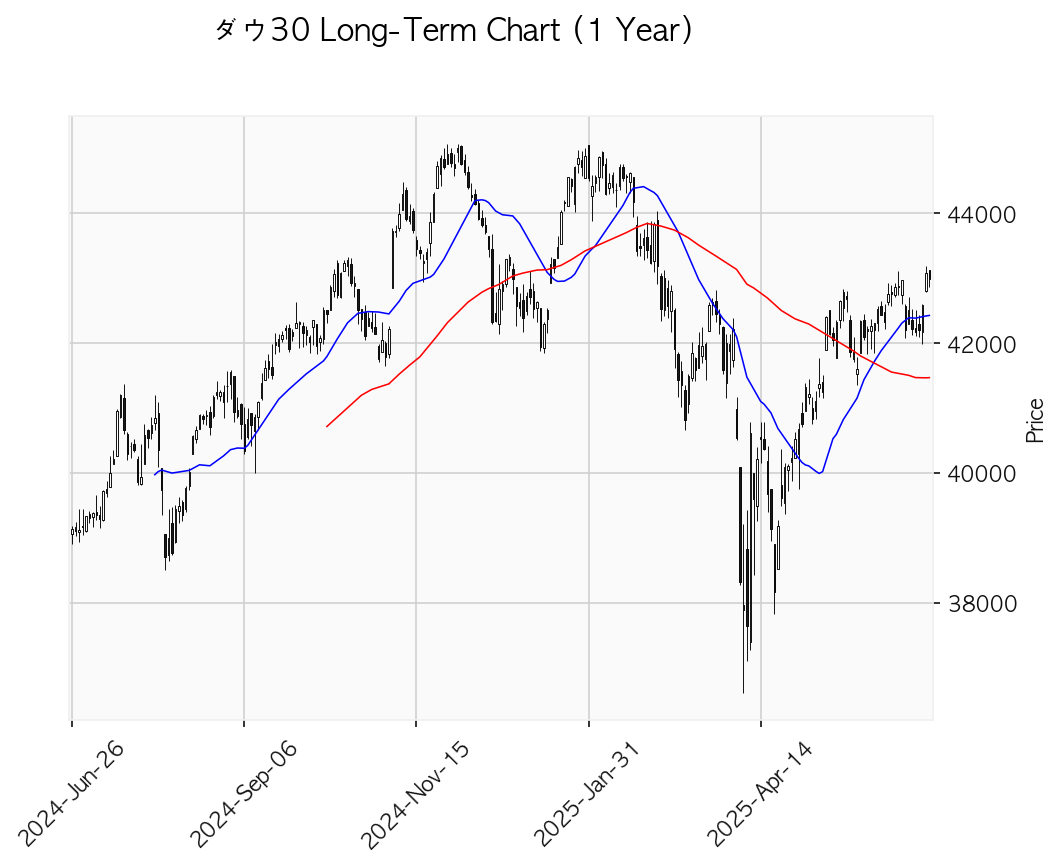 ダウ30 Long-Term Chart (1 Year)
44000
42000
40000
38000
Price
2024-Jun-26
2024-Sep-06
2024-Nov-15
2025-Jan-31
2025-Apr-14